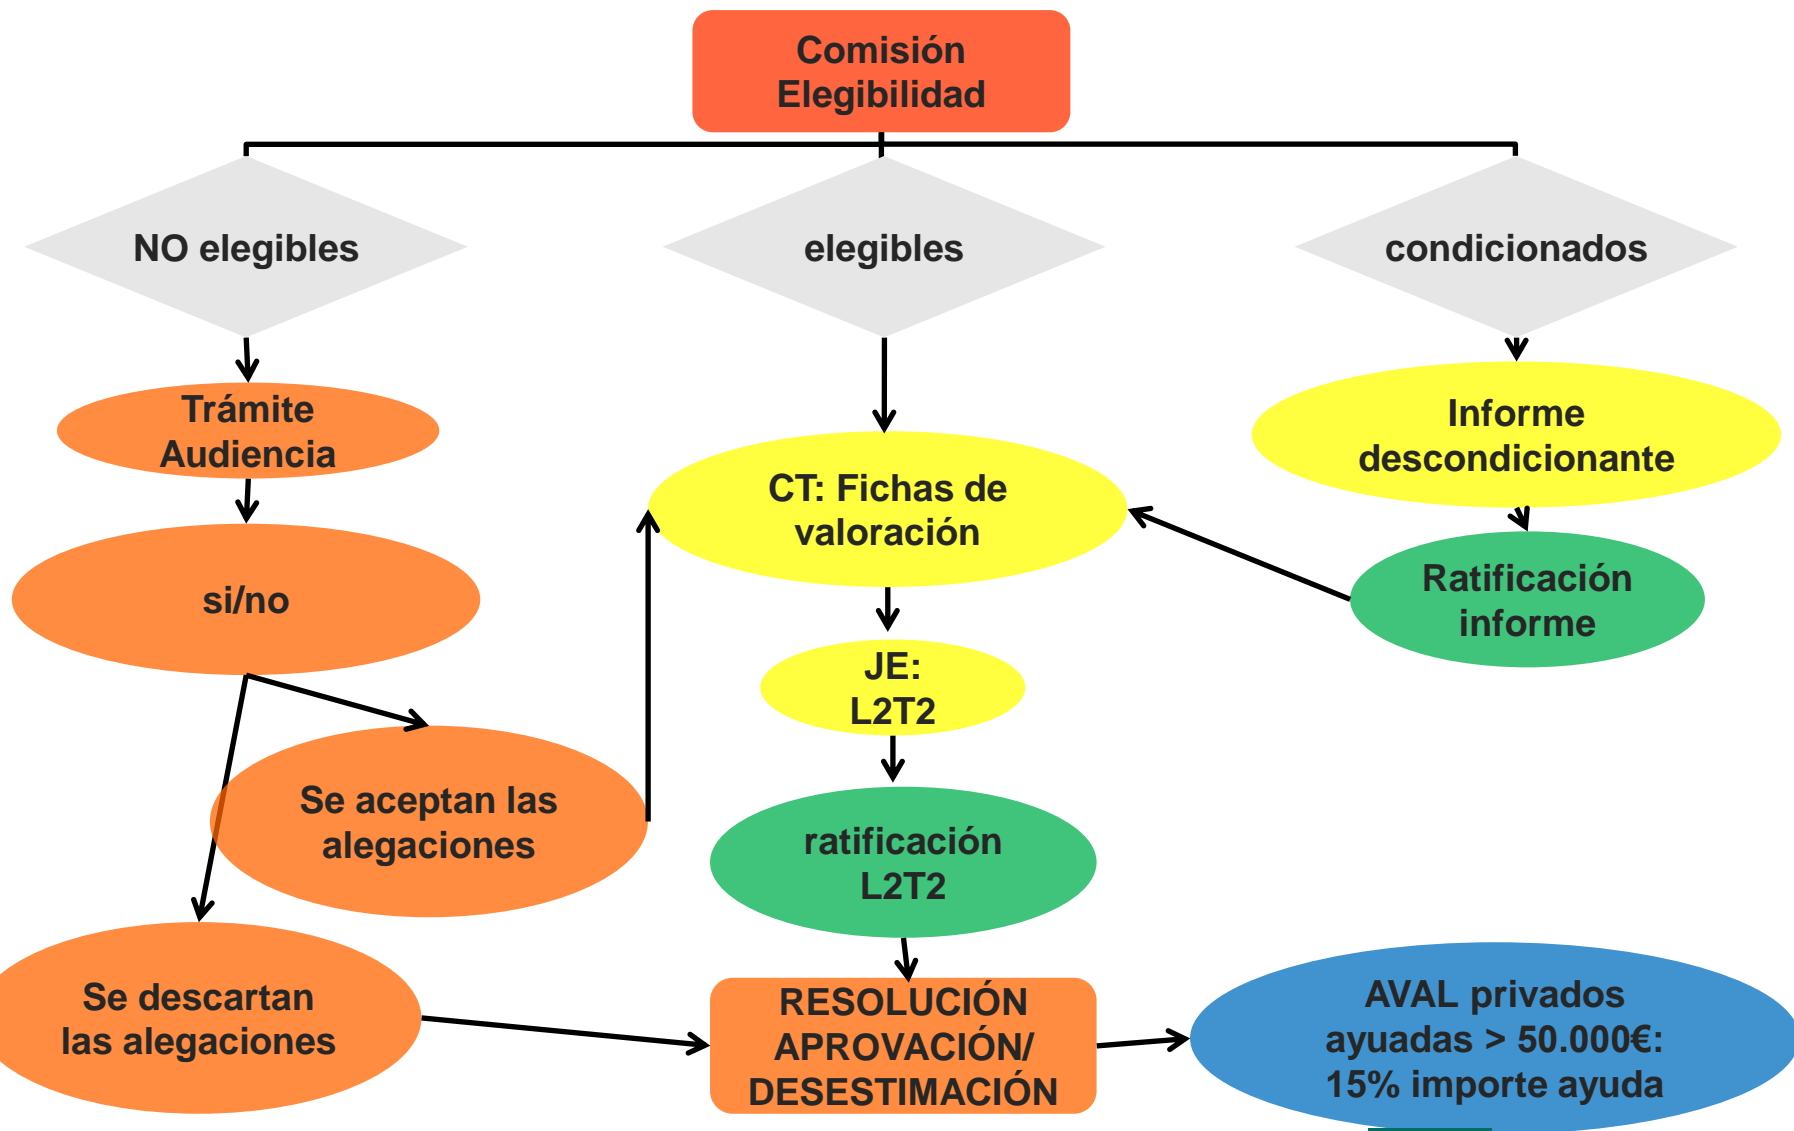 Comisión
Elegibilidad
NO elegibles
elegibles
condicionados
Trámite
Audiencia
Informe
descondicionante
CT: Fichas de
valoración
si/no
Ratificación
informe
JE:
L2T2
Se aceptan las
alegaciones
ratificación
L2T2
Se descartan
las alegaciones
RESOLUCIÓN
APROVACIÓN/
DESESTIMACIÓN
AVAL privados
ayuadas > 50.000€:
15% importe ayuda